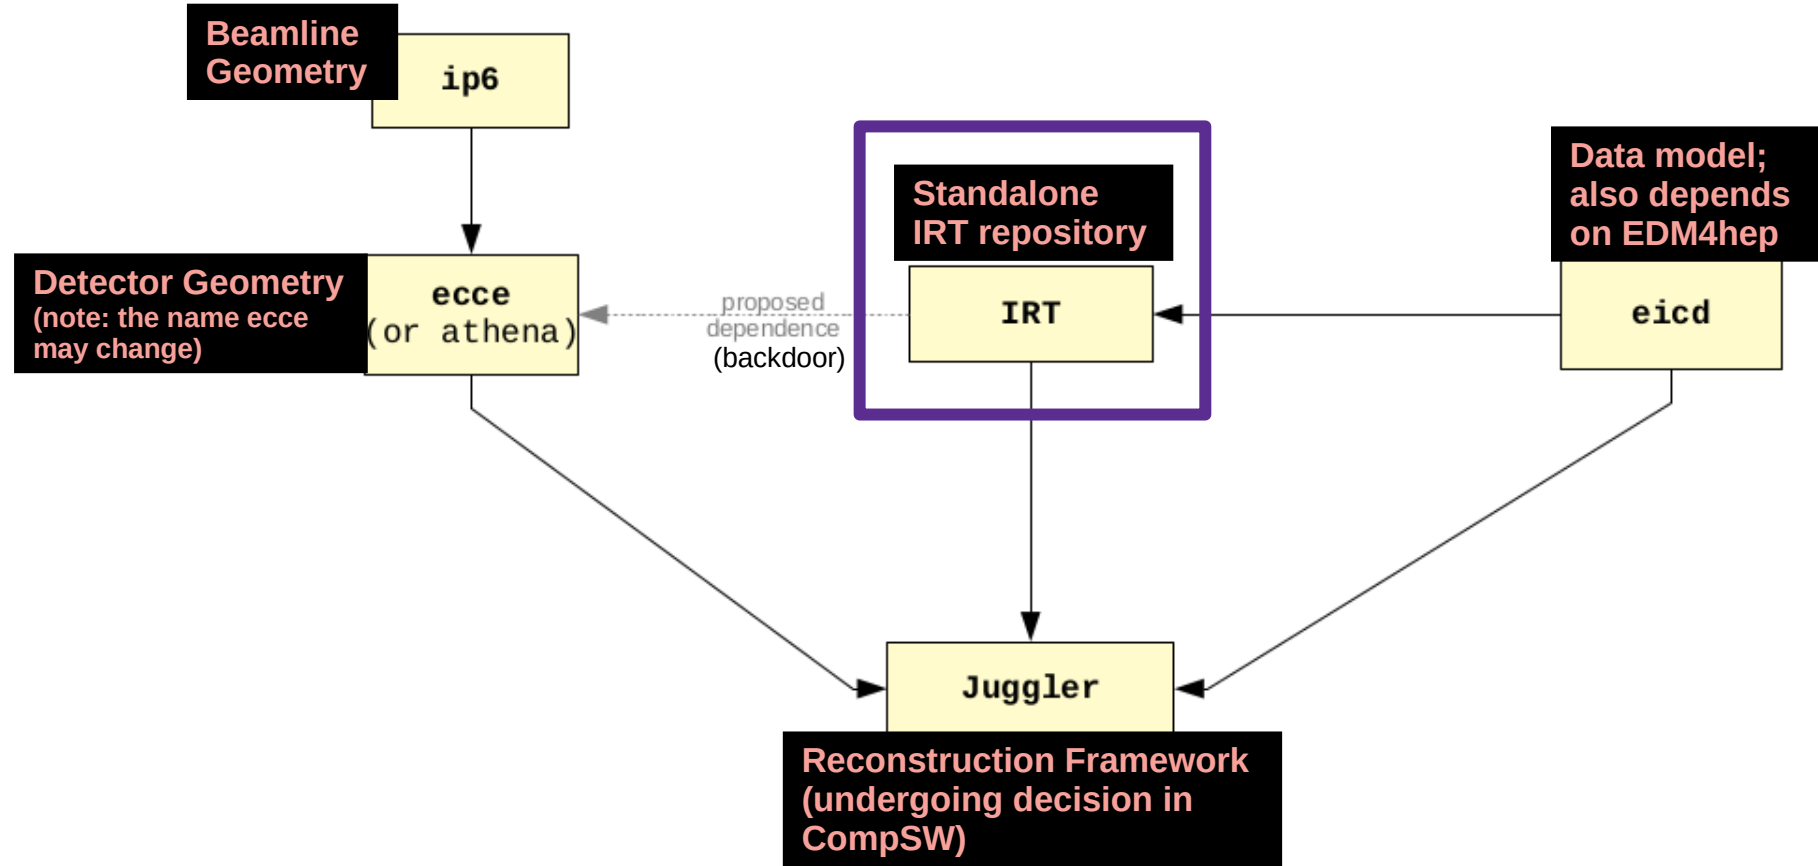 Beamline
Geometry
ip6
Standalone
IRT repository
Data model;
also depends
on EDM4hep
Detector Geometry
(note: the name ecce
may change)
ecce
(or athena)
proposed
dependence
(backdoor)
IRT
eicd
Juggler
Reconstruction Framework
(undergoing decision in
CompSW)